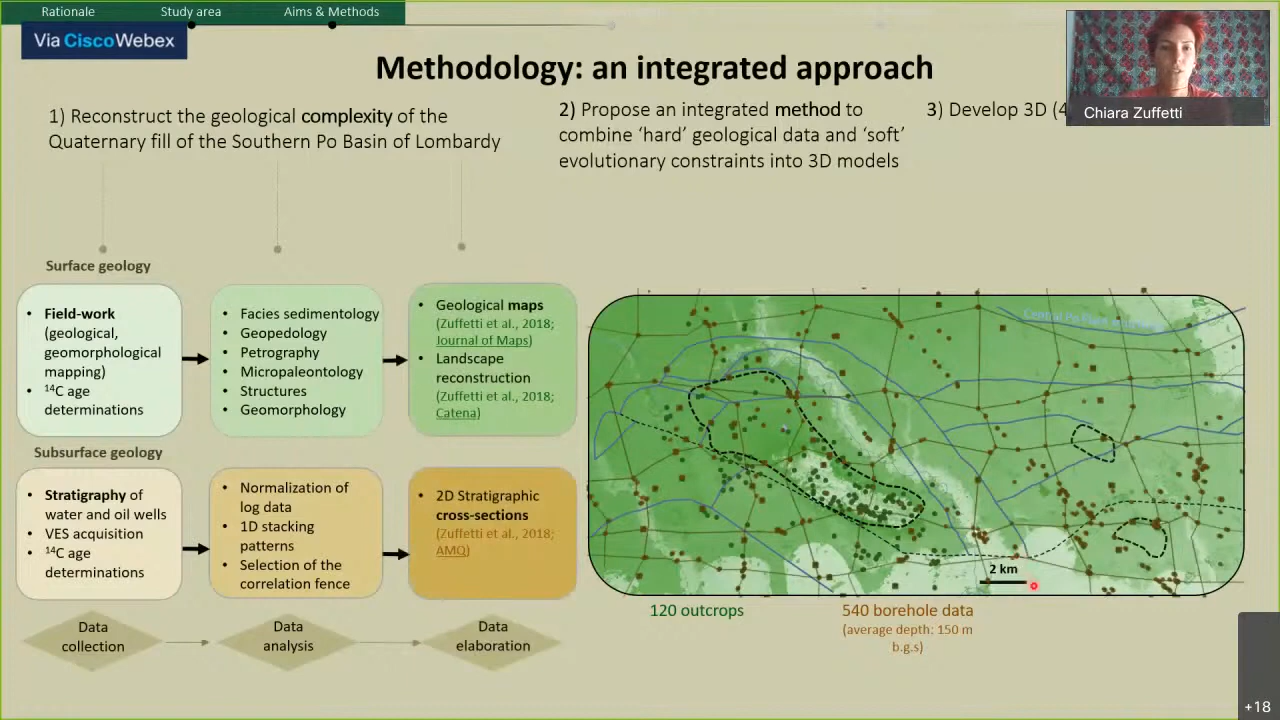 Rationale
Study area
Aims & Methods
Via Cisco Webex
Methodology: an integrated approach
1) Reconstruct the geological complexity of the
Quaternary fill of the Southern Po Basin of Lombardy
2) Propose an integrated method to
combine ‘hard’ geological data and ‘soft’
evolutionary constraints into 3D models
3) Develop 3D (4
Chiara Zuffetti
Surface geology
• Field-work
(geological,
geomorphological
mapping)
• 14C age
determinations
• Facies sedimentology
• Geopedology
• Petrography
• Micropaleontology
• Structures
• Geomorphology
• Geological maps
(Zuffetti et al., 2018;
Journal of Maps)
• Landscape
reconstruction
(Zuffetti et al., 2018;
Catena)
Subsurface geology
• Stratigraphy of
water and oil wells
• VES acquisition
• 14C age
determinations
• Normalization of
log data
• 1D stacking
patterns
• Selection of the
correlation fence
• 2D Stratigraphic
cross-sections
(Zuffetti et al., 2018;
AMQ)
Data
collection
Data
analysis
Data
elaboration
Central Po Plain
2 km
120 outcrops
540 borehole data
(average depth: 150 m
b.g.s)
+18